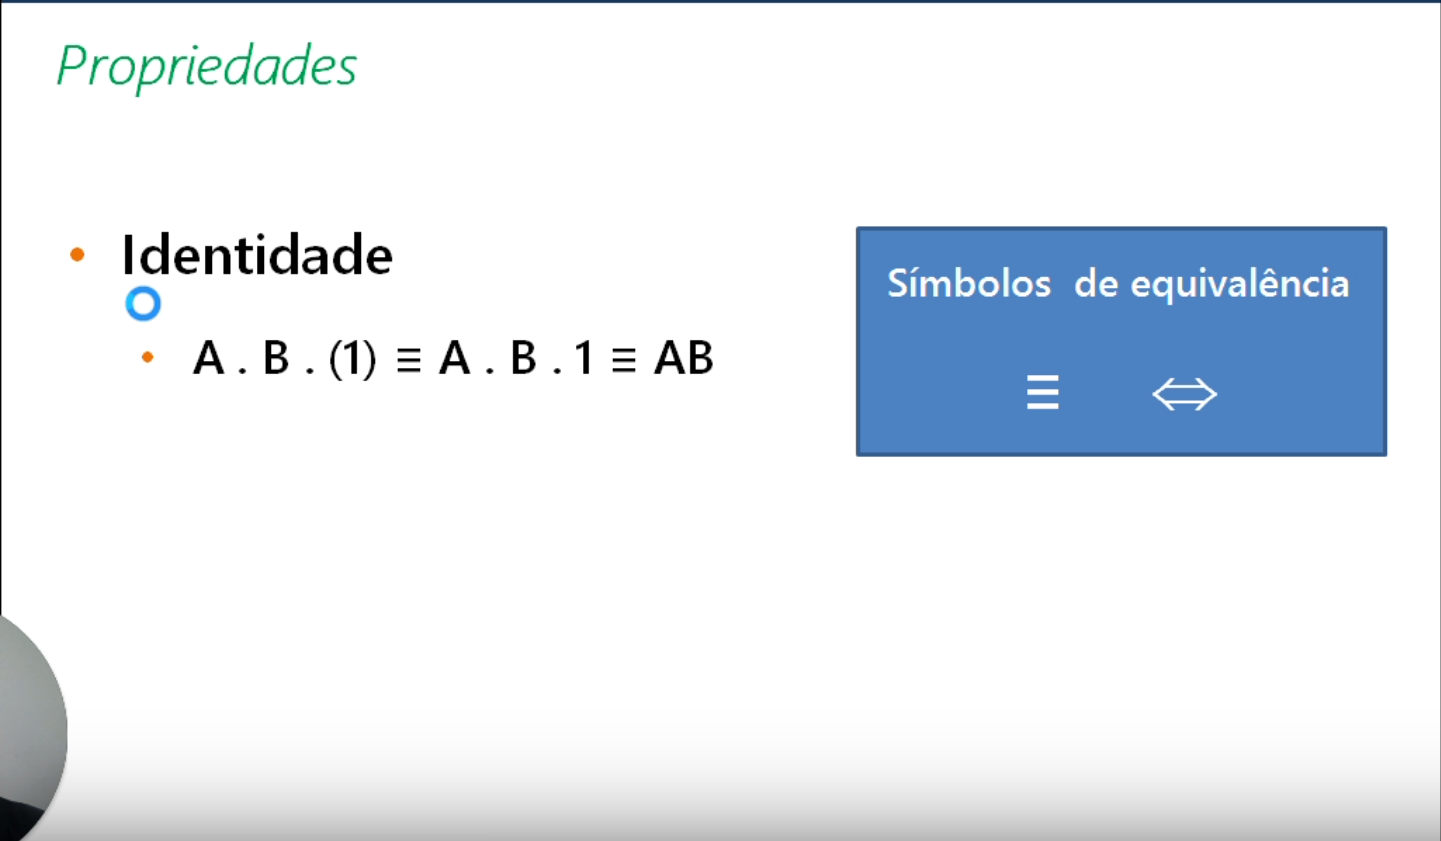 Propriedades
Identidade
A . B . (1) ≡ A . B . 1 ≡ AB
Símbolos de equivalência
≡ ⇔